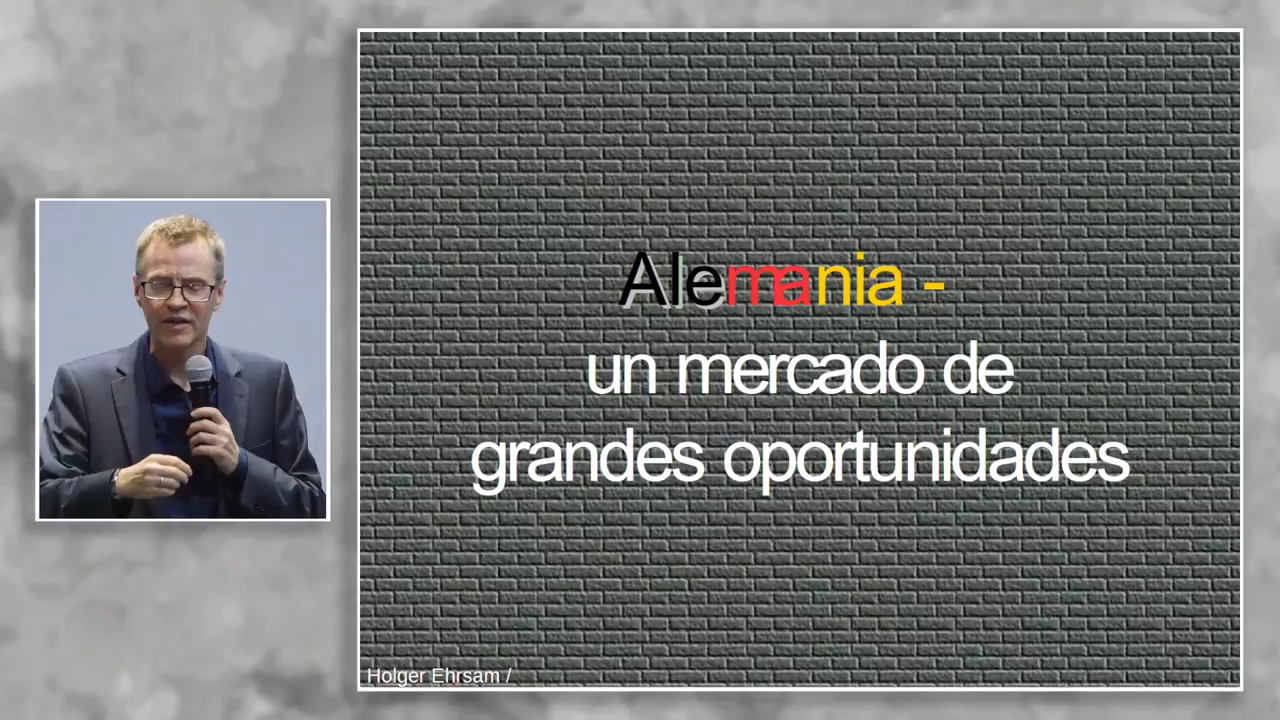 Alemania -
un mercado de
grandes oportunidades
Holger Ehrsam /